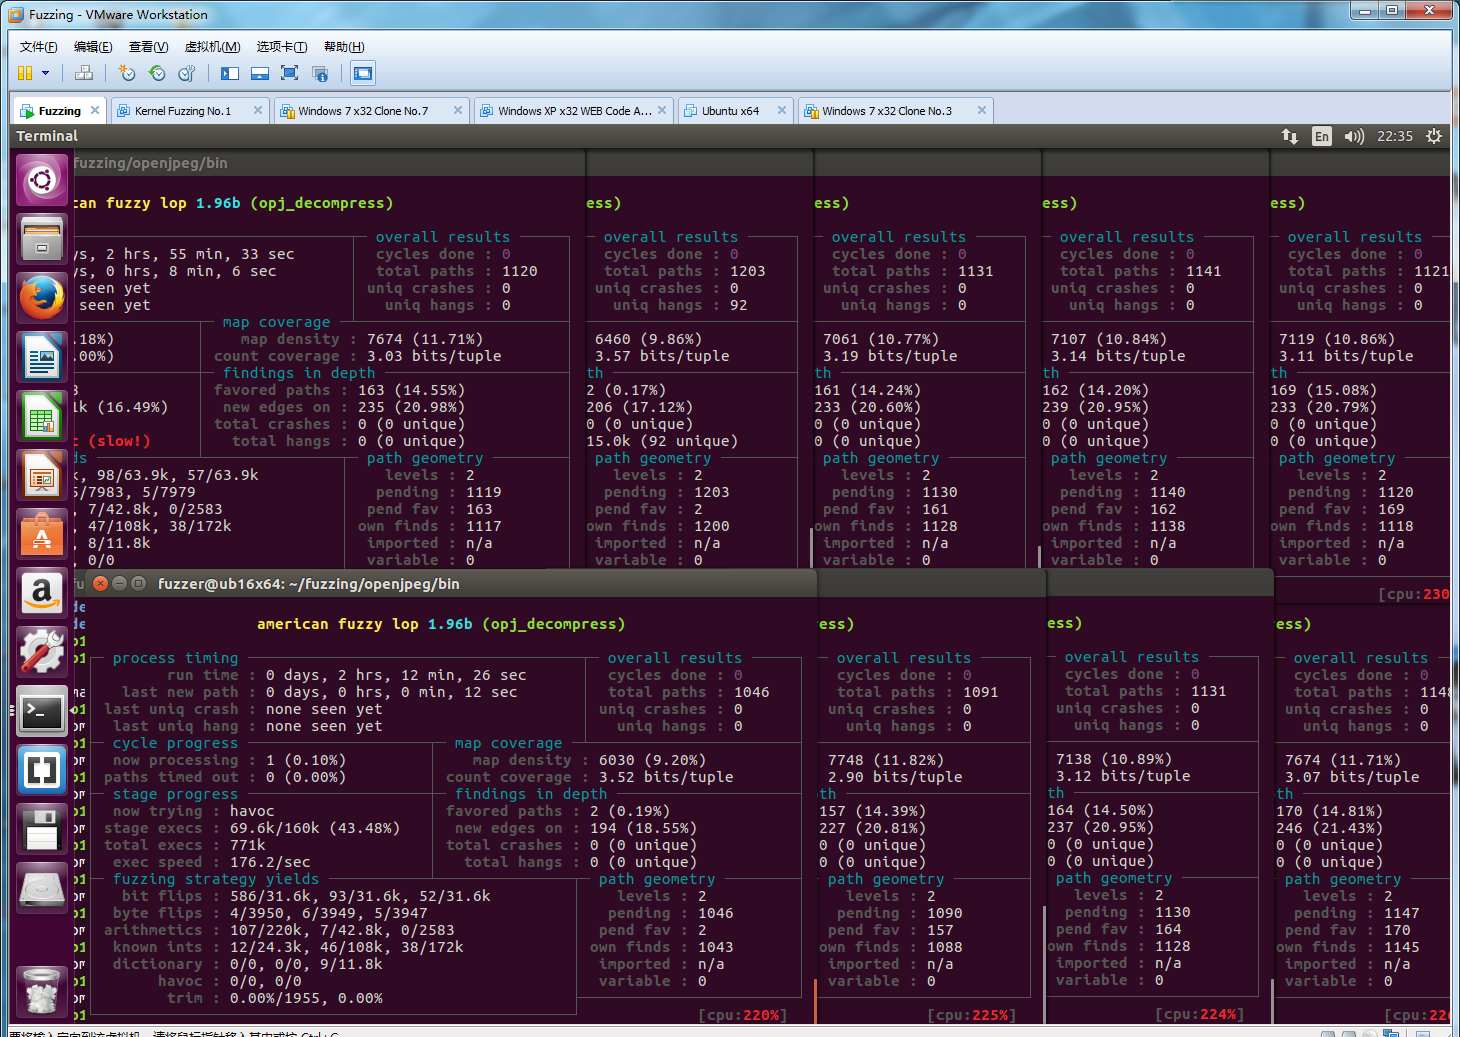 Fuzzing - VMware Workstation
文件(F) 编辑(E) 查看(V) 虚拟机(M) 选项卡(T) 帮助(H)
Fuzzing Kernel Fuzzing No.1 Windows 7 x32 Clone No.7 Windows XP x32 WEB Code A... Ubuntu x64 Windows 7 x32 Clone No.3
Terminal En 22:35
fuzzing/openjpeg/bin
can fuzzy lop 1.96b (opj_decompress) ess) ess) ess) ess)
overall results overall results overall results overall results overall results
ys, 2 hrs, 55 min, 33 sec cycles done : 0 cycles done : 0 cycles done : 0 cycles done : 0 cycles done : 0
ys, 0 hrs, 8 min, 6 sec total paths : 1120 total paths : 1203 total paths : 1131 total paths : 1141 total paths : 1121
seen yet uniq crashes : 0 uniq crashes : 0 uniq crashes : 0 uniq crashes : 0 uniq crashes : 0
seen yet uniq hangs : 0 uniq hangs : 92 uniq hangs : 0 uniq hangs : 0 uniq hangs : 0
map coverage
.18%) map density : 7674 (11.71%) 6460 (9.86%) 7061 (10.77%) 7107 (10.84%) 7119 (10.86%)
.00%) count coverage : 3.03 bits/tuple 3.57 bits/tuple 3.19 bits/tuple 3.14 bits/tuple 3.11 bits/tuple
findings in depth th th th th
3 favored paths : 163 (14.55%) 2 (0.17%) 161 (14.24%) 162 (14.20%) 169 (15.08%)
1k (16.49%) new edges on : 235 (20.98%) 206 (17.12%) 233 (20.60%) 239 (20.95%) 233 (20.79%)
total crashes : 0 (0 unique) 0 (0 unique) 0 (0 unique) 0 (0 unique) 0 (0 unique)
c (slow!) total hangs : 0 (0 unique) 15.0k (92 unique) 0 (0 unique) 0 (0 unique) 0 (0 unique)
ds path geometry path geometry path geometry path geometry path geometry
k, 98/63.9k, 57/63.9k levels : 2 levels : 2 levels : 2 levels : 2 levels : 2
5/7983, 5/7979 pending : 1119 pending : 1203 pending : 1130 pending : 1140 pending : 1120
, 7/42.8k, 0/2583 pend fav : 163 pend fav : 2 pend fav : 161 pend fav : 162 pend fav : 169
, 47/108k, 38/172k own finds : 1117 own finds : 1200 own finds : 1128 own finds : 1138 own finds : 1118
, 8/11.8k imported : n/a imported : n/a imported : n/a imported : n/a imported : n/a
, 0/0 variable : 0 variable : 0 variable : 0 variable : 0 variable : 0
[cpu:230
fuzzer@ub16x64: ~/fuzzing/openjpeg/bin
american fuzzy lop 1.96b (opj_decompress) ress) ess) ess)
process timing overall results overall results overall results overall results
run time : 0 days, 2 hrs, 12 min, 26 sec cycles done : 0 cycles done : 0 cycles done : 0 cycles done : 0
last new path : 0 days, 0 hrs, 0 min, 12 sec total paths : 1046 total paths : 1091 total paths : 1131 total paths : 1148
last uniq crash : none seen yet uniq crashes : 0 uniq crashes : 0 uniq crashes : 0 uniq crashes : 0
last uniq hang : none seen yet uniq hangs : 0 uniq hangs : 0 uniq hangs : 0 uniq hangs : 0
cycle progress map coverage
now processing : 1 (0.10%) map density : 6030 (9.20%) 7748 (11.82%) 7138 (10.89%) 7674 (11.71%)
paths timed out : 0 (0.00%) count coverage : 3.52 bits/tuple 2.90 bits/tuple 3.12 bits/tuple 3.07 bits/tuple
stage progress findings in depth th th th
now trying : havoc favored paths : 2 (0.19%) 157 (14.39%) 164 (14.50%) 170 (14.81%)
stage execs : 69.6k/160k (43.48%) new edges on : 194 (18.55%) 227 (20.81%) 237 (20.95%) 246 (21.43%)
total execs : 771k total crashes : 0 (0 unique) 0 (0 unique) 0 (0 unique) 0 (0 unique)
exec speed : 176.2/sec total hangs : 0 (0 unique) 0 (0 unique) 0 (0 unique) 0 (0 unique)
fuzzing strategy yields path geometry path geometry path geometry path geometry
bit flips : 586/31.6k, 93/31.6k, 52/31.6k levels : 2 levels : 2 levels : 2 levels : 2
byte flips : 4/3950, 6/3949, 5/3947 pending : 1046 pending : 1090 pending : 1130 pending : 1147
arithmetics : 107/220k, 7/42.8k, 0/2583 pend fav : 2 pend fav : 157 pend fav : 164 pend fav : 170
known ints : 12/24.3k, 46/108k, 38/172k own finds : 1043 own finds : 1088 own finds : 1128 own finds : 1145
dictionary : 0/0, 0/0, 9/11.8k imported : n/a imported : n/a imported : n/a imported : n/a
havoc : 0/0, 0/0 variable : 0 variable : 0 variable : 0 variable : 0
trim : 0.00%/1955, 0.00%
[cpu:220%] [cpu:225%] [cpu:224%] [cpu:22